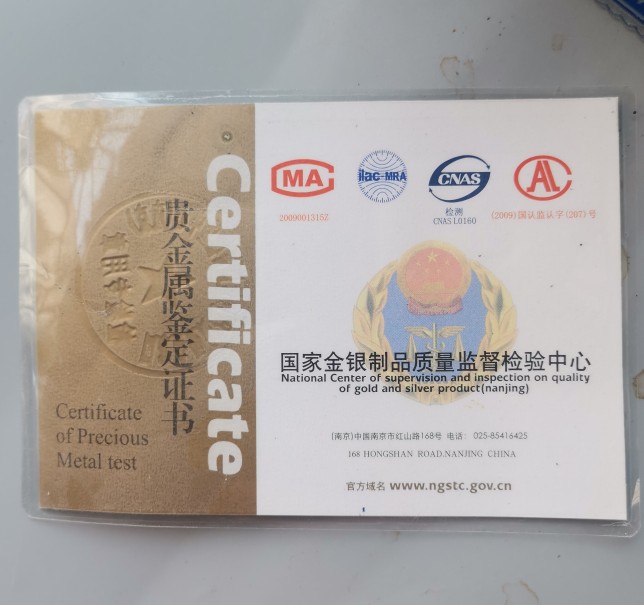 Certificate
贵金属鉴定证书
Certificate
of Precious
Metal test
MA
2009001315Z
ilac-MRA
CNAS
检测
CNAS L0160
AL
(2009)国认监认字(207)号
国家金银制品质量监督检验中心
National Center of supervision and inspection on quality
of gold and silver product(nanjing)
(南京)中国南京市红山路168号 电话: 025-85416425
168 HONGSHAN ROAD.NANJING CHINA
官方域名 www.ngstc.gov.cn